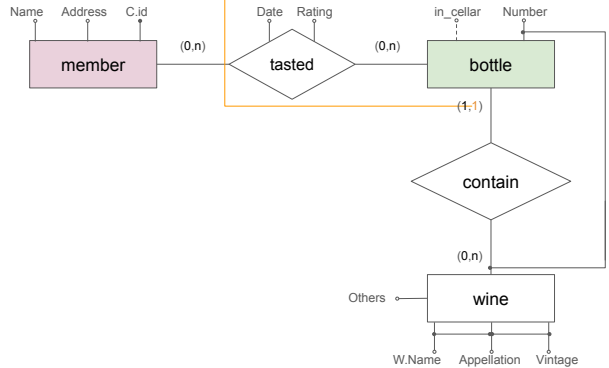 Name Address C.id Date Rating in_cellar Number
(0,n) (0,n)
member tasted bottle
(1,1)
contain
(0,n)
Others wine
W.Name Appellation Vintage